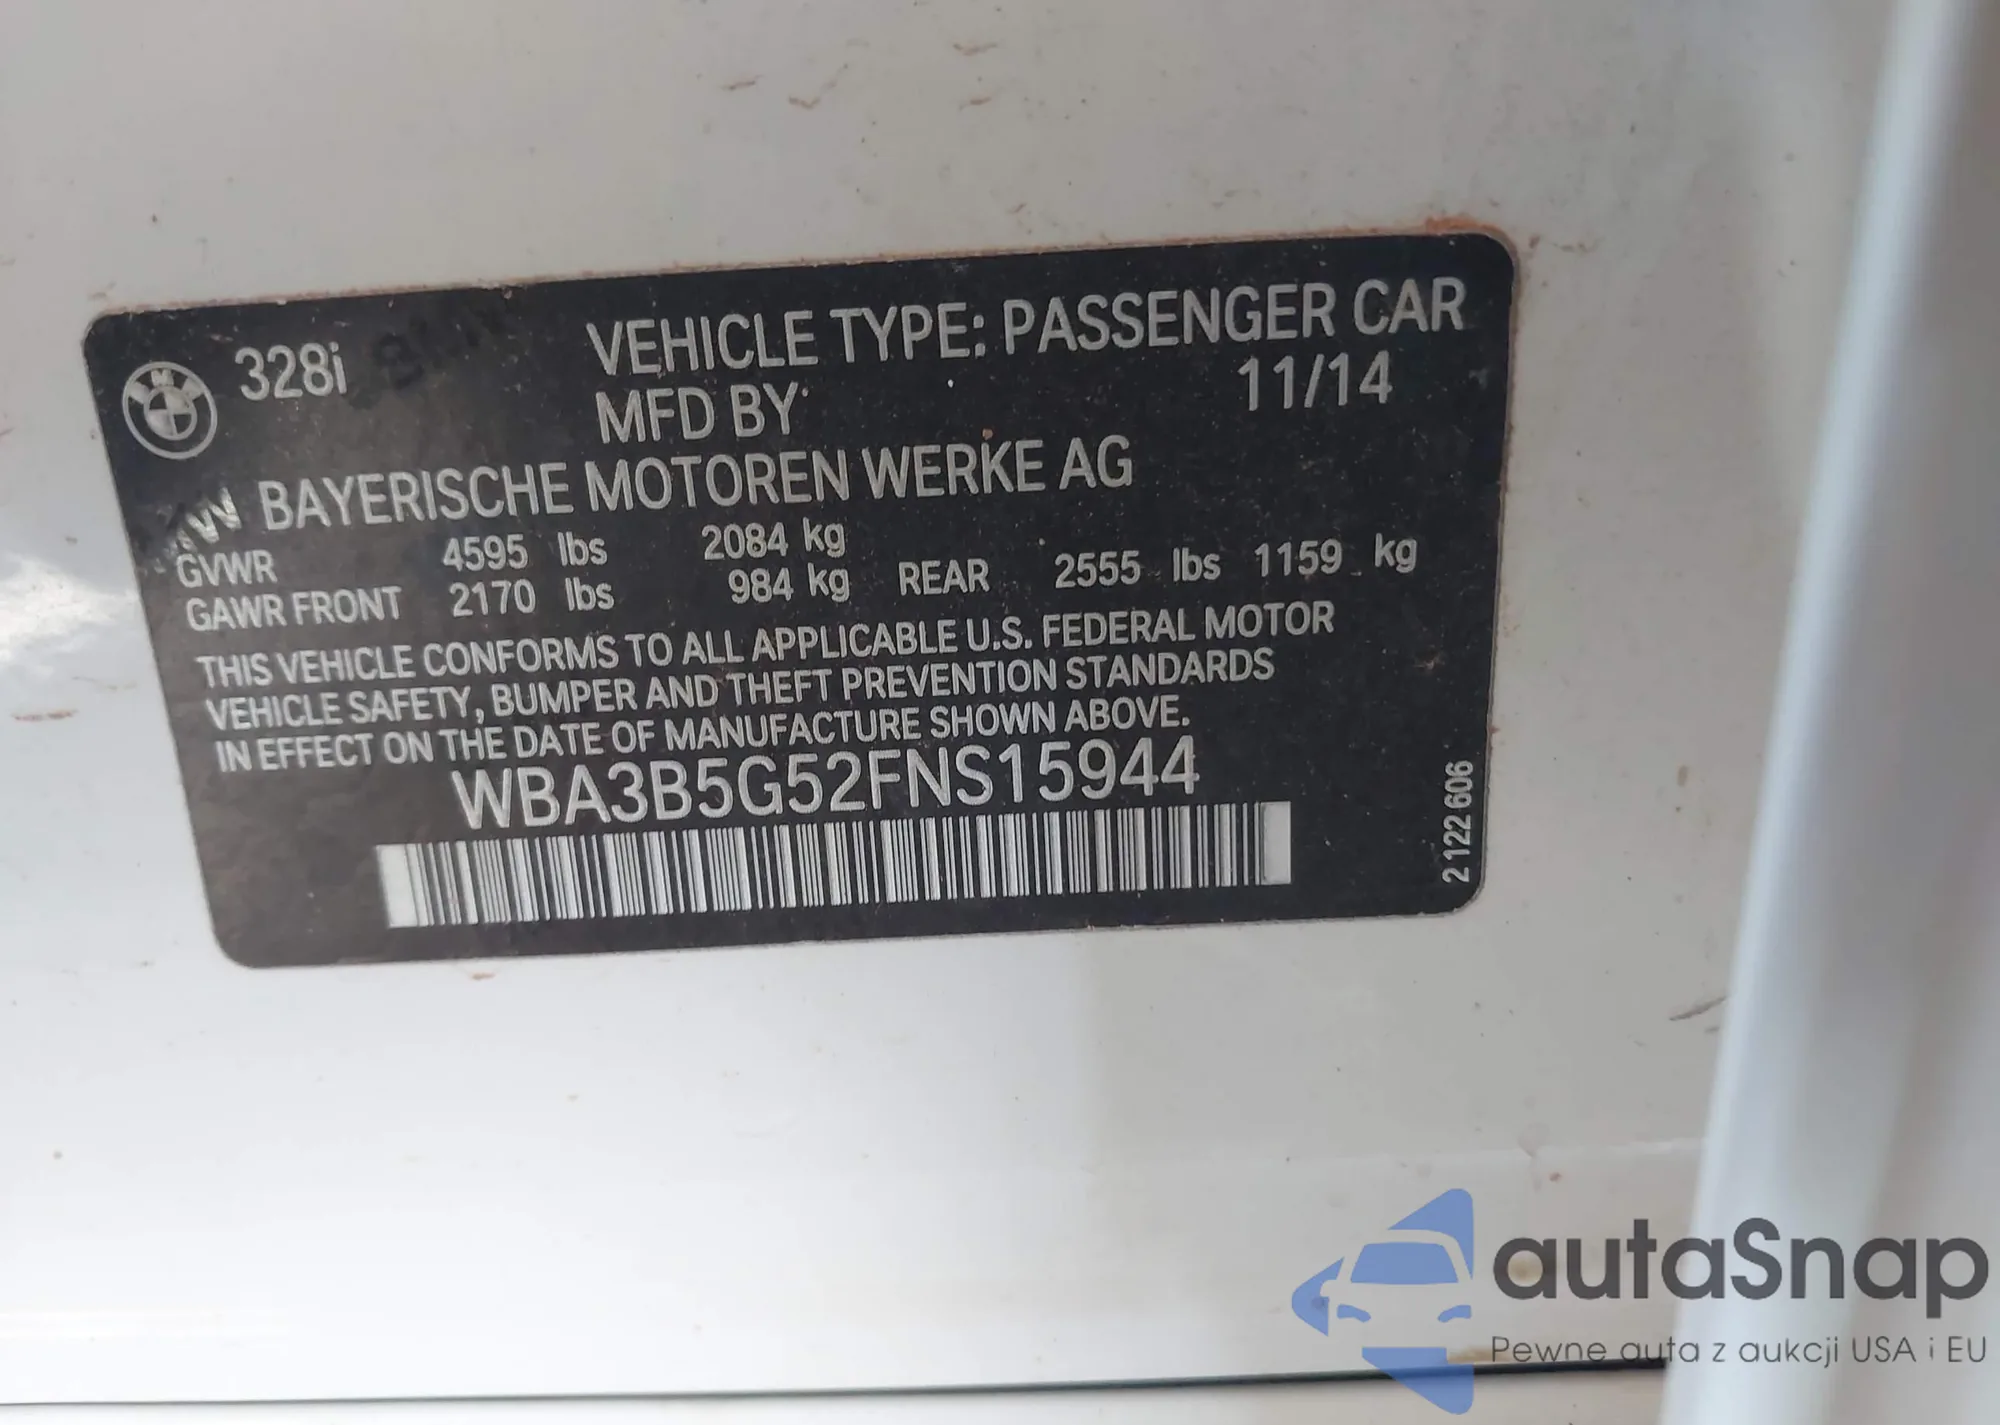 328i
VEHICLE TYPE: PASSENGER CAR
MFD BY
11/14
BAYERISCHE MOTOREN WERKE AG
GVWR 4595 lbs 2084 kg
GAWR FRONT 2170 lbs 984 kg REAR 2555 lbs 1159 kg
THIS VEHICLE CONFORMS TO ALL APPLICABLE U.S. FEDERAL MOTOR
VEHICLE SAFETY, BUMPER AND THEFT PREVENTION STANDARDS
IN EFFECT ON THE DATE OF MANUFACTURE SHOWN ABOVE.
WBA3B5G52FNS15944
2122606
autaSnap
Pewne auta z aukcji USA i EU